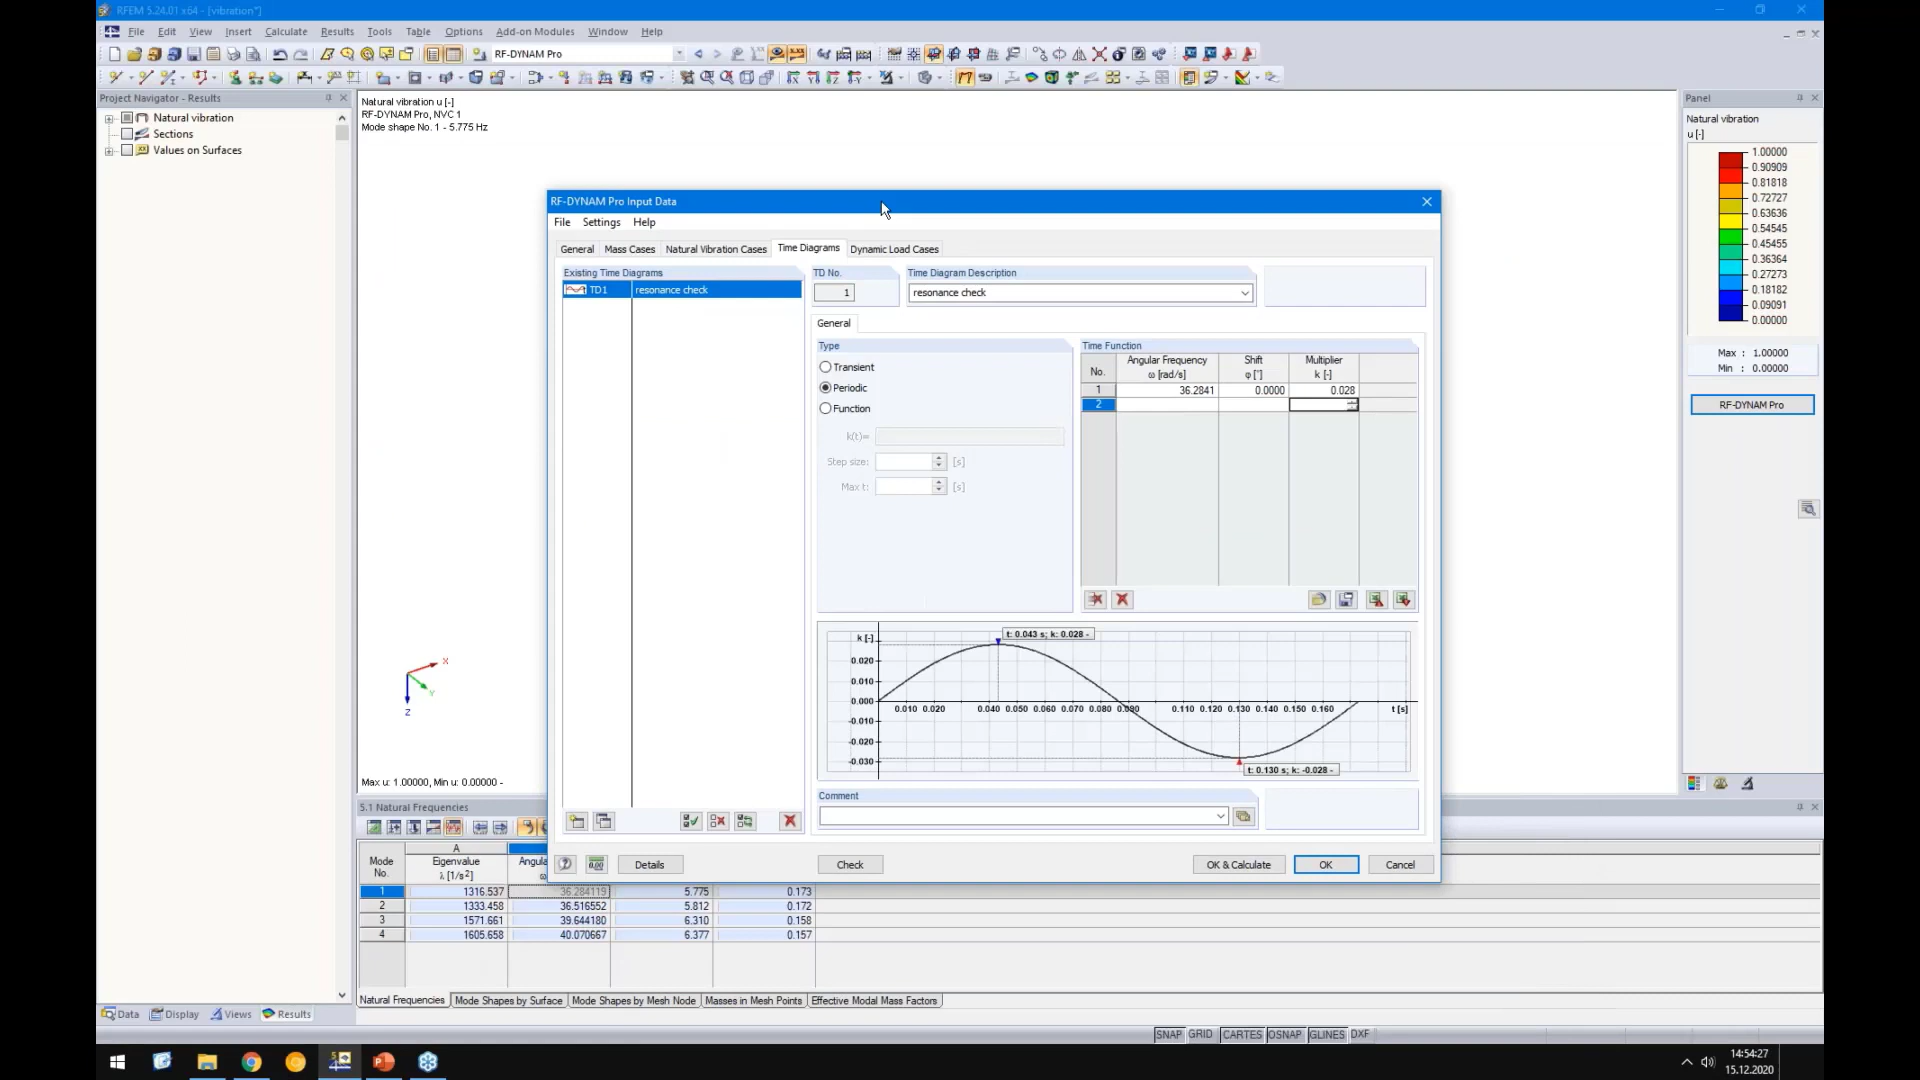 RFEM 5.24.01 x64 - [vibration*]
File Edit View Insert Calculate Results Tools Table Options Add-on Modules Window Help
RF-DYNAM Pro
Project Navigator - Results
Natural vibration
Sections
Values on Surfaces
Natural vibration u [-]
RF-DYNAM Pro, NVC 1
Mode shape No. 1 - 5.775 Hz
X
Y
Z
Max u: 1.00000, Min u: 0.00000 -
RF-DYNAM Pro Input Data
File Settings Help
General Mass Cases Natural Vibration Cases Time Diagrams Dynamic Load Cases
Existing Time Diagrams
TD1 resonance check
TD No.
1
Time Diagram Description
resonance check
General
Type
Transient
Periodic
Function
k(t)=
Step size: [s]
Max t: [s]
Time Function
No. Angular Frequency ω [rad/s] Shift φ [°] Multiplier k [-]
1 36.2841 0.0000 0.028
2
k [-]
t: 0.043 s; k: 0.028 -
0.020
0.010
0.000
-0.010
-0.020
-0.030
0.010 0.020 0.040 0.050 0.060 0.070 0.080 0.090 0.110 0.120 0.130 0.140 0.150 0.160 t [s]
t: 0.130 s; k: -0.028 -
Comment
Details Check OK & Calculate OK Cancel
Panel
Natural vibration
u [-]
1.00000
0.90909
0.81818
0.72727
0.63636
0.54545
0.45455
0.36364
0.27273
0.18182
0.09091
0.00000
Max : 1.00000
Min : 0.00000
RF-DYNAM Pro
5.1 Natural Frequencies
A
Mode No. Eigenvalue λ [1/s²] Angula
1 1316.537 36.284119 5.775 0.173
2 1333.458 36.516552 5.812 0.172
3 1571.661 39.644180 6.310 0.158
4 1605.658 40.070667 6.377 0.157
Natural Frequencies Mode Shapes by Surface Mode Shapes by Mesh Node Masses in Mesh Points Effective Modal Mass Factors
Data Display Views Results
SNAP GRID CARTES OSNAP GLINES DXF
14:54:27
15.12.2020